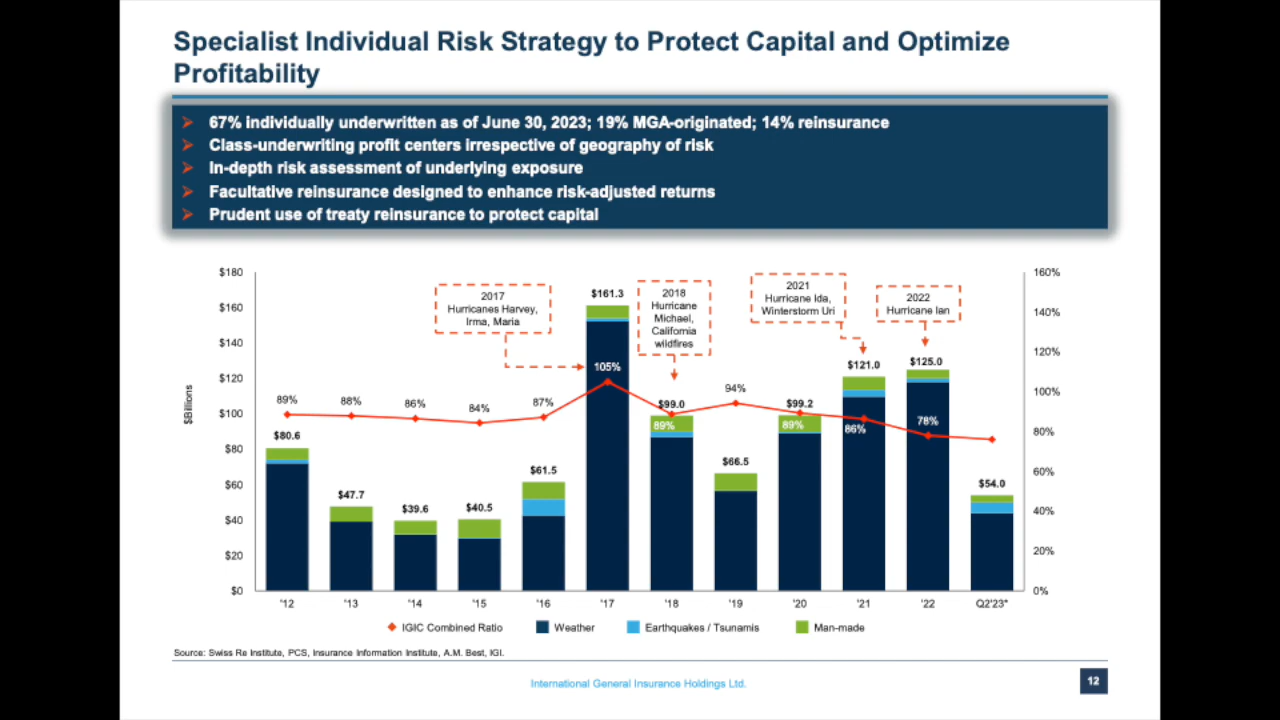 Specialist Individual Risk Strategy to Protect Capital and Optimize
Profitability
67% individually underwritten as of June 30, 2023; 19% MGA-originated; 14% reinsurance
Class-underwriting profit centers irrespective of geography of risk
In-depth risk assessment of underlying exposure
Facultative reinsurance designed to enhance risk-adjusted returns
Prudent use of treaty reinsurance to protect capital
$Billions
$180
$160
$140
$120
$100
$80
$60
$40
$20
$0
160%
140%
120%
100%
80%
60%
40%
20%
0%
2017
Hurricanes Harvey,
Irma, Maria
2018
Hurricane
Michael,
California
wildfires
2021
Hurricane Ida,
Winterstorm Uri
2022
Hurricane Ian
89%
88%
86%
84%
87%
105%
89%
94%
89%
86%
78%
$80.6
$47.7
$39.6
$40.5
$61.5
$161.3
$99.0
$66.5
$99.2
$121.0
$125.0
$54.0
'12
'13
'14
'15
'16
'17
'18
'19
'20
'21
'22
Q2'23*
IGIC Combined Ratio
Weather
Earthquakes / Tsunamis
Man-made
Source: Swiss Re Institute, PCS, Insurance Information Institute, A.M. Best, IGI.
International General Insurance Holdings Ltd.
12